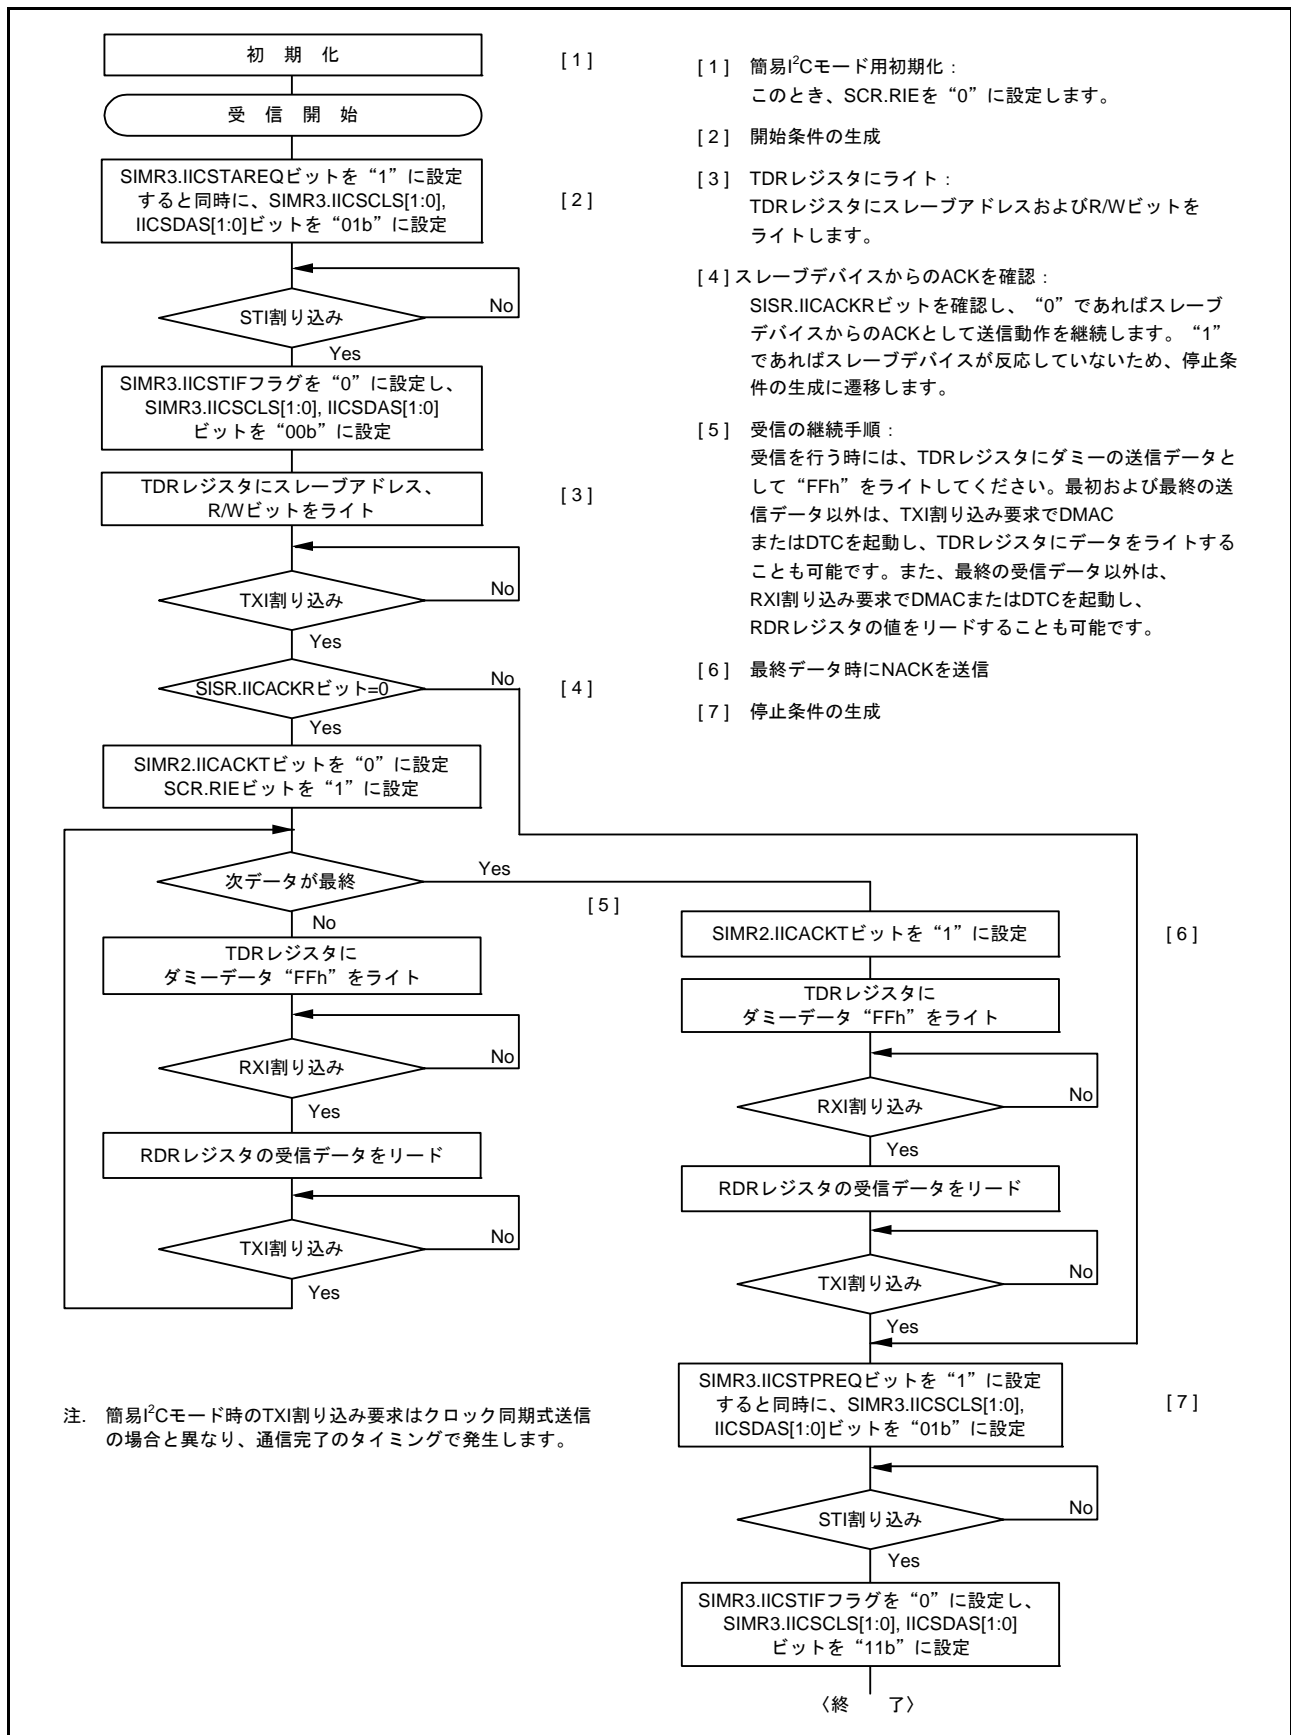 初 期 化
[ 1 ]
受 信 開 始
SIMR3.IICSTAREQビットを“1”に設定
すると同時に、SIMR3.IICSCLS[1:0],
IICSDAS[1:0]ビットを“01b”に設定
[ 2 ]
STI割り込み
No
Yes
SIMR3.IICSTIFフラグを“0”に設定し、
SIMR3.IICSCLS[1:0], IICSDAS[1:0]
ビットを“00b”に設定
TDRレジスタにスレーブアドレス、
R/Wビットをライト
[ 3 ]
TXI割り込み
No
Yes
SISR.IICACKRビット=0
No
[ 4 ]
Yes
SIMR2.IICACKTビットを“0”に設定
SCR.RIEビットを“1”に設定
次データが最終
Yes
[ 5 ]
No
TDRレジスタに
ダミーデータ“FFh”をライト
RXI割り込み
No
Yes
RDRレジスタの受信データをリード
TXI割り込み
No
Yes
[ 1 ] 簡易I²Cモード用初期化：
このとき、SCR.RIEを“0”に設定します。
[ 2 ] 開始条件の生成
[ 3 ] TDRレジスタにライト：
TDRレジスタにスレーブアドレスおよびR/Wビットを
ライトします。
[ 4 ] スレーブデバイスからのACKを確認：
SISR.IICACKRビットを確認し、“0”であればスレーブ
デバイスからのACKとして送信動作を継続します。“1”
であればスレーブデバイスが反応していないため、停止条
件の生成に遷移します。
[ 5 ] 受信の継続手順：
受信を行う時には、TDRレジスタにダミーの送信データと
して“FFh”をライトしてください。最初および最終の送
信データ以外は、TXI割り込み要求でDMAC
またはDTCを起動し、TDRレジスタにデータをライトする
ことも可能です。また、最終の受信データ以外は、
RXI割り込み要求でDMACまたはDTCを起動し、
RDRレジスタの値をリードすることも可能です。
[ 6 ] 最終データ時にNACKを送信
[ 7 ] 停止条件の生成
SIMR2.IICACKTビットを“1”に設定
[ 6 ]
TDRレジスタに
ダミーデータ“FFh”をライト
RXI割り込み
No
Yes
RDRレジスタの受信データをリード
TXI割り込み
No
Yes
SIMR3.IICSTPREQビットを“1”に設定
すると同時に、SIMR3.IICSCLS[1:0],
IICSDAS[1:0]ビットを“01b”に設定
[ 7 ]
STI割り込み
No
Yes
SIMR3.IICSTIFフラグを“0”に設定し、
SIMR3.IICSCLS[1:0], IICSDAS[1:0]
ビットを“11b”に設定
〈終 了〉
注. 簡易I²Cモード時のTXI割り込み要求はクロック同期式送信
の場合と異なり、通信完了のタイミングで発生します。